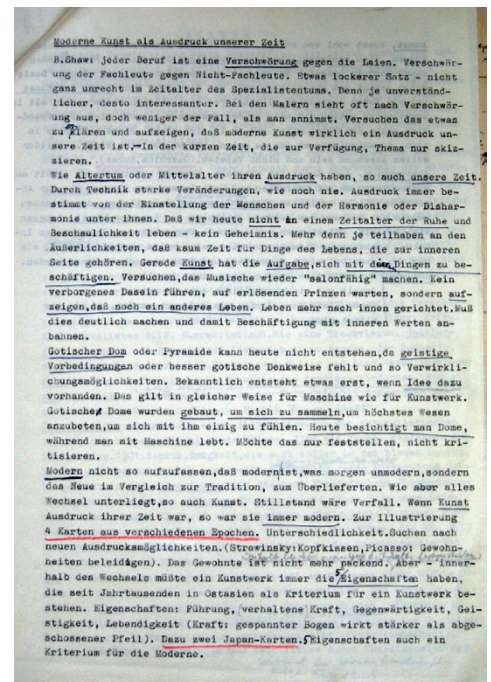 Moderne Kunst als Ausdruck unserer Zeit
B.Shaw: jeder Beruf ist eine Verschwörung gegen die Laien. Verschwör-
ung der Fachleute gegen Nicht-Fachleute. Etwas lockerer Satz - nicht
ganz unrecht im Zeitalter des Spezialistentums. Denn je unverständ-
licher, desto interessanter. Bei den Malern sieht oft nach Verschwör-
ung aus, doch weniger der Fall, als man annimmt. Versuchen das etwas
zu klären und aufzeigen, daß moderne Kunst wirklich ein Ausdruck un-
sere Zeit ist.-In der kurzen Zeit, die zur Verfügung, Thema nur skiz-
zieren.
Wie Altertum oder Mittelalter ihren Ausdruck haben, so auch unsere Zeit.
Durch Technik starke Veränderungen, wie noch nie. Ausdruck immer be-
stimmt von der Einstellung der Menschen und der Harmonie oder Dishar-
monie unter ihnen. Daß wir heute nicht in einem Zeitalter der Ruhe und
Beschaulichkeit leben - kein Geheimnis. Mehr denn je teilhaben an den
Äußerlichkeiten, daß kaum Zeit für Dinge des Lebens, die zur inneren
Seite gehören. Gerade Kunst hat die Aufgabe,sich mit den Dingen zu be-
schäftigen. Versuchen,das Musische wieder "salonfähig" machen. Kein
verborgenes Dasein führen, auf erlösenden Prinzen warten, sondern auf-
zeigen,daß noch ein anderes Leben. Leben mehr nach innen gerichtet.Muß
dies deutlich machen und damit Beschäftigung mit inneren Werten an-
bahnen.
Gotischer Dom oder Pyramide kann heute nicht entstehen,da geistige
Vorbedingungen oder besser gotische Denkweise fehlt und so Verwirkli-
chungsmöglichkeiten. Bekanntlich entsteht etwas erst, wenn Idee dazu
vorhanden. Das gilt in gleicher Weise für Maschine wie für Kunstwerk.
Gotische Dome wurden gebaut, um sich zu sammeln,um höchstes Wesen
anzubeten,um sich mit ihm einig zu fühlen. Heute besichtigt man Dome,
während man mit Maschine lebt. Möchte das nur feststellen, nicht kri-
tisieren.
Modern nicht so aufzufassen,daß modern ist,was morgen unmodern,sondern
das Neue im Vergleich zur Tradition, zum Überlieferten. Wie aber alles
Wechsel unterliegt,so auch Kunst. Stillstand wäre Verfall. Wenn Kunst
Ausdruck ihrer Zeit war, so war sie immer modern. Zur Illustrierung
4 Karten aus verschiedenen Epochen. Unterschiedlichkeit.Suchen nach
neuen Ausdrucksmöglichkeiten.(Strawinsky:Kopfkissen,Picasso: Gewohn-
heiten beleidigen). Das Gewohnte ist nicht mehr packend. Aber - inner-
halb des Wechsels müßte ein Kunstwerk immer die 5 Eigenschaften haben,
die seit Jahrtausenden in Ostasien als Kriterium für ein Kunstwerk be-
stehen. Eigenschaften: Führung, verhaltene Kraft, Gegenwärtigkeit, Gei-
stigkeit, Lebendigkeit (Kraft: gespannter Bogen wirkt stärker als abge-
schossener Pfeil). Dazu zwei Japan-Karten. 5 Eigenschaften auch ein
Kriterium für die Moderne.